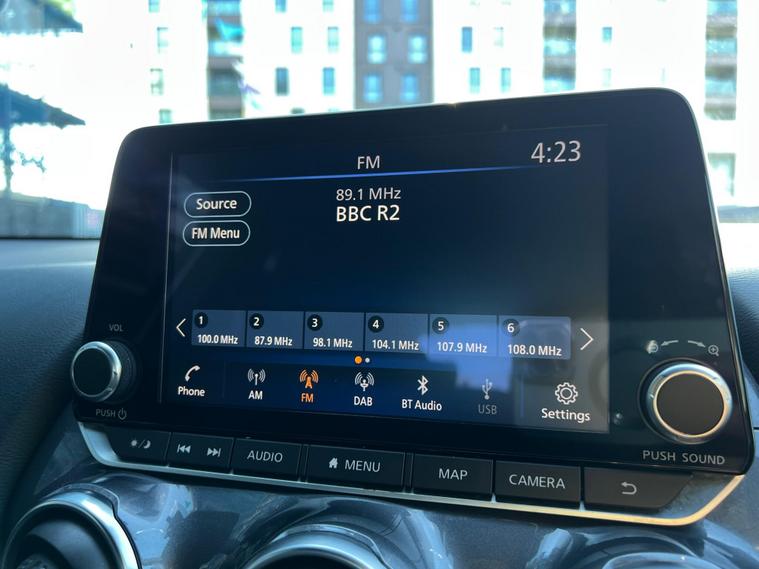 FM
4:23
89.1 MHz
BBC R2
Source
FM Menu
1 2 3 4 5 6
100.0 MHz 87.9 MHz 98.1 MHz 104.1 MHz 107.9 MHz 108.0 MHz
Phone AM FM DAB BT Audio USB Settings
VOL
PUSH
PUSH SOUND
AUDIO MENU MAP CAMERA